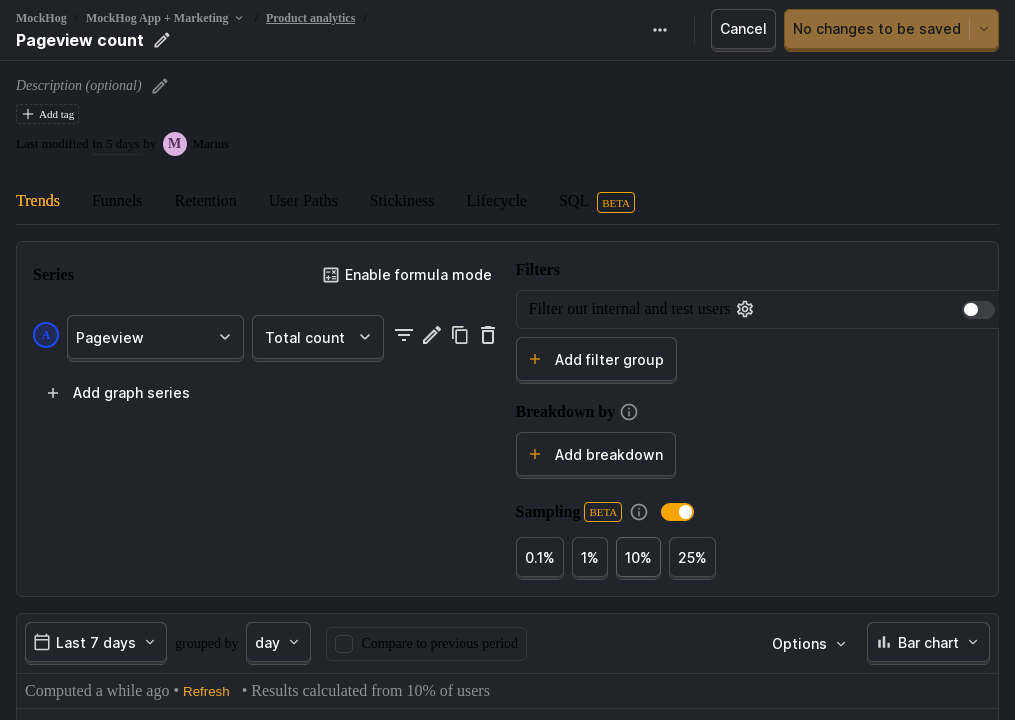 MockHog / MockHog App + Marketing / Product analytics /
Pageview count
Cancel
No changes to be saved
Description (optional)
Add tag
Last modified in 5 days by M Marius
Trends Funnels Retention User Paths Stickiness Lifecycle SQL BETA
Series
Enable formula mode
A Pageview Total count
Add graph series
Filters
Filter out internal and test users
Add filter group
Breakdown by
Add breakdown
Sampling BETA
0.1% 1% 10% 25%
Last 7 days grouped by day Compare to previous period Options Bar chart
Computed a while ago • Refresh • Results calculated from 10% of users